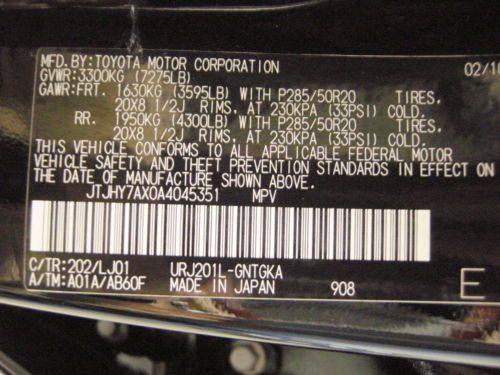 MFD.BY:TOYOTA MOTOR CORPORATION 02/10
GVWR:3300KG (7275LB)
GAWR:FRT. 1630KG (3595LB) WITH P285/50R20 TIRES,
20X8 1/2J RIMS, AT 230KPA (33PSI) COLD.
RR. 1950KG (4300LB) WITH P285/50R20 TIRES,
20X8 1/2J RIMS, AT 230KPA (33PSI) COLD.
THIS VEHICLE CONFORMS TO ALL APPLICABLE FEDERAL MOTOR
VEHICLE SAFETY AND THEFT PREVENTION STANDARDS IN EFFECT ON
THE DATE OF MANUFACTURE SHOWN ABOVE.
JTJHY7AX0A4045351 MPV
C/TR:202/LJ01 URJ201L-GNTGKA
A/TM:A01A/AB60F MADE IN JAPAN 908 E